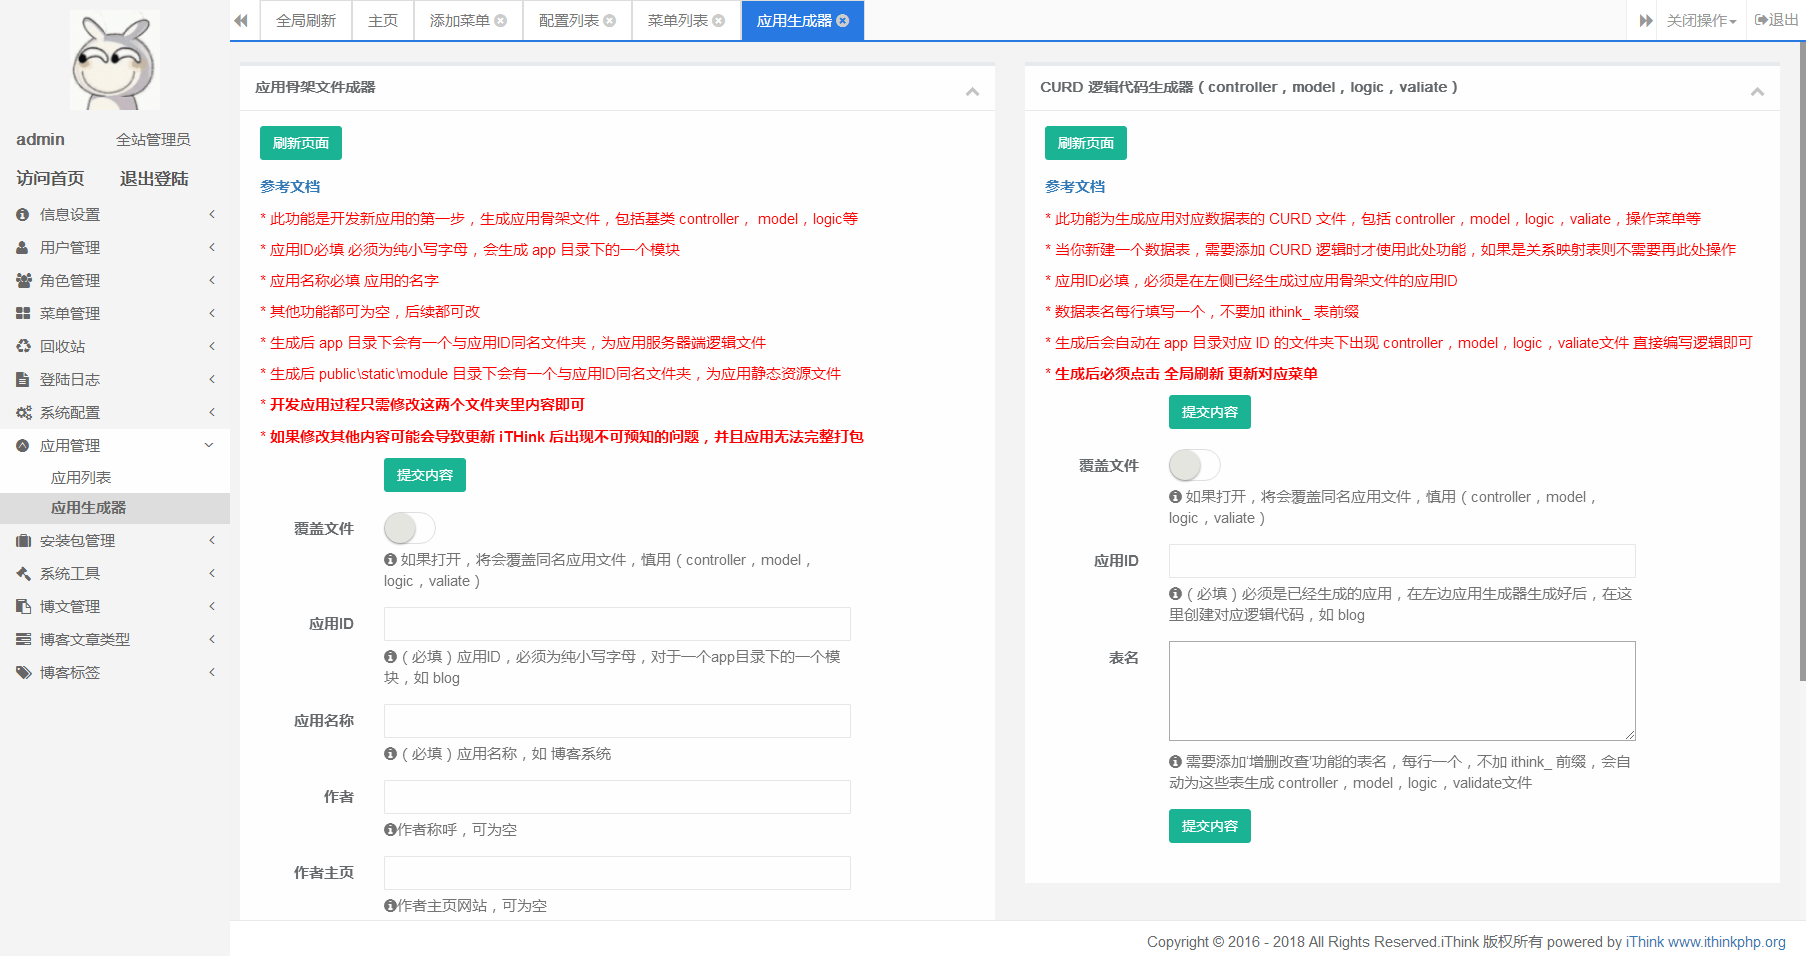 全局刷新
主页
添加菜单
配置列表
菜单列表
应用生成器
关闭操作
退出
admin
全站管理员
访问首页
退出登陆
信息设置
用户管理
角色管理
菜单管理
回收站
登陆日志
系统配置
应用管理
应用列表
应用生成器
安装包管理
系统工具
博文管理
博客文章类型
博客标签
应用骨架文件成器
刷新页面
参考文档
* 此功能是开发新应用的第一步，生成应用骨架文件，包括基类 controller， model，logic等
* 应用ID必填 必须为纯小写字母，会生成 app 目录下的一个模块
* 应用名称必填 应用的名字
* 其他功能都可为空，后续都可改
* 生成后 app 目录下会有一个与应用ID同名文件夹，为应用服务器端逻辑文件
* 生成后 public\static\module 目录下会有一个与应用ID同名文件夹，为应用静态资源文件
* 开发应用过程只需修改这两个文件夹里内容即可
* 如果修改其他内容可能会导致更新 iTHink 后出现不可预知的问题，并且应用无法完整打包
提交内容
覆盖文件
如果打开，将会覆盖同名应用文件，慎用（controller，model，
logic，valiate）
应用ID
（必填）应用ID，必须为纯小写字母，对于一个app目录下的一个模
块，如 blog
应用名称
（必填）应用名称，如 博客系统
作者
作者称呼，可为空
作者主页
作者主页网站，可为空
CURD 逻辑代码生成器（controller，model，logic，valiate）
刷新页面
参考文档
* 此功能为生成应用对应数据表的 CURD 文件，包括 controller，model，logic，valiate，操作菜单等
* 当你新建一个数据表，需要添加 CURD 逻辑时才使用此处功能，如果是关系映射表则不需要再此处操作
* 应用ID必填，必须是在左侧已经生成过应用骨架文件的应用ID
* 数据表名每行填写一个，不要加 ithink_ 表前缀
* 生成后会自动在 app 目录对应 ID 的文件夹下出现 controller，model，logic，valiate文件 直接编写逻辑即可
* 生成后必须点击 全局刷新 更新对应菜单
提交内容
覆盖文件
如果打开，将会覆盖同名应用文件，慎用（controller，model，
logic，valiate）
应用ID
（必填）必须是已经生成的应用，在左边应用生成器生成好后，在这
里创建对应逻辑代码，如 blog
表名
需要添加'增删改查'功能的表名，每行一个，不加 ithink_ 前缀，会自
动为这些表生成 controller，model，logic，validate文件
提交内容
Copyright © 2016 - 2018 All Rights Reserved.iThink 版权所有 powered by iThink www.ithinkphp.org